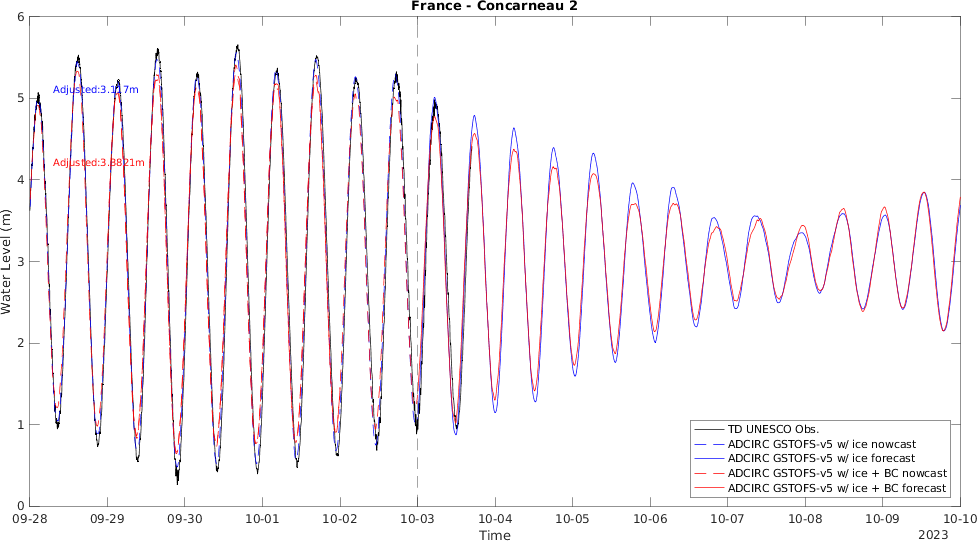 France - Concarneau 2
Water Level (m)
6
5
4
3
2
1
0
Adjusted:3.117m
Adjusted:3.3821m
TD UNESCO Obs.
ADCIRC GSTOFS-v5 w/ ice nowcast
ADCIRC GSTOFS-v5 w/ ice forecast
ADCIRC GSTOFS-v5 w/ ice + BC nowcast
ADCIRC GSTOFS-v5 w/ ice + BC forecast
09-28 09-29 09-30 10-01 10-02 10-03 10-04 10-05 10-06 10-07 10-08 10-09 10-10
Time
2023